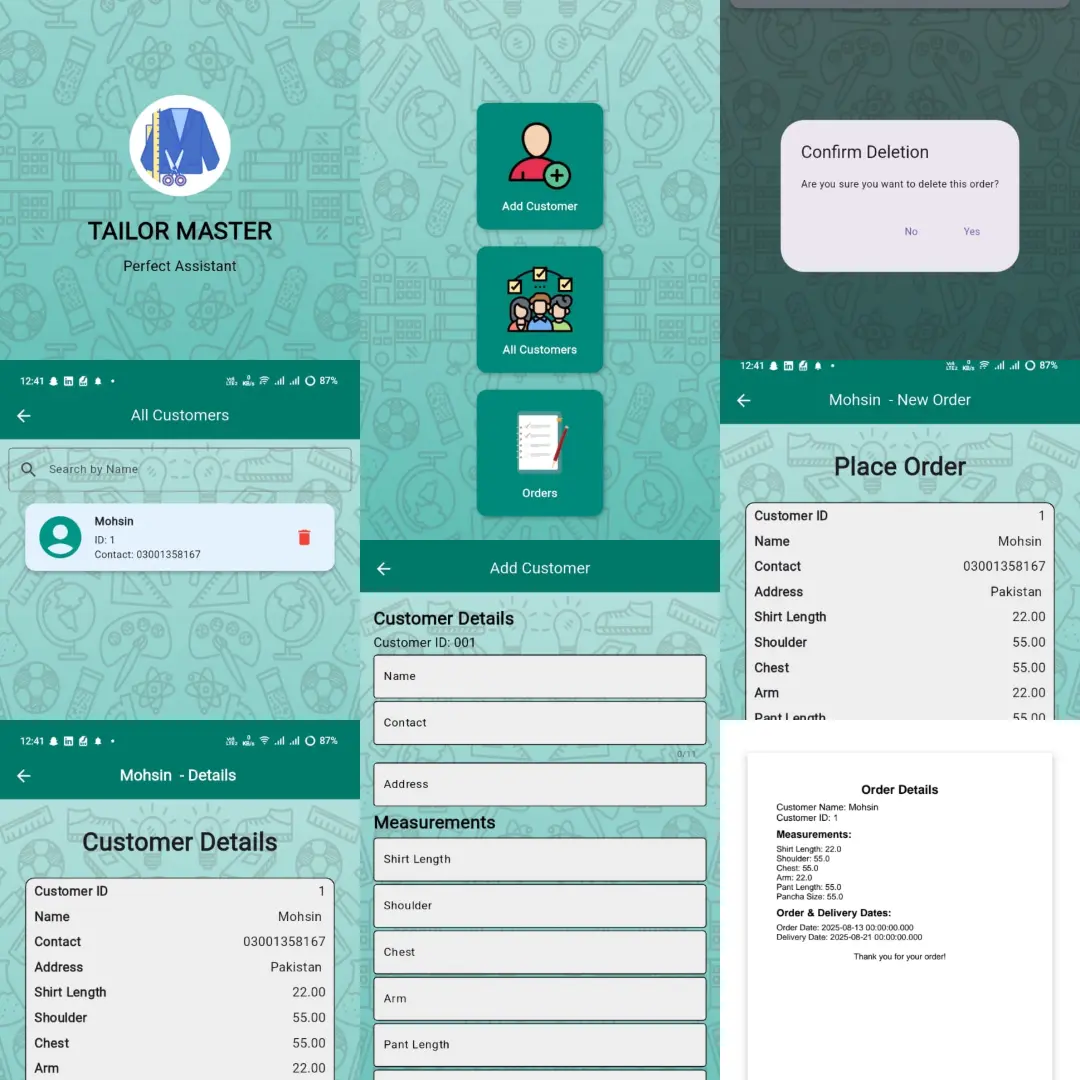 TAILOR MASTER
Perfect Assistant
12:41
87%
All Customers
Search by Name
Mohsin
ID: 1
Contact: 03001358167
12:41
87%
Mohsin - Details
Customer Details
Customer ID 1
Name Mohsin
Contact 03001358167
Address Pakistan
Shirt Length 22.00
Shoulder 55.00
Chest 55.00
Arm 22.00
Add Customer
All Customers
Orders
Add Customer
Customer Details
Customer ID: 001
Name
Contact
0/11
Address
Measurements
Shirt Length
Shoulder
Chest
Arm
Pant Length
Confirm Deletion
Are you sure you want to delete this order?
No Yes
12:41
87%
Mohsin - New Order
Place Order
Customer ID 1
Name Mohsin
Contact 03001358167
Address Pakistan
Shirt Length 22.00
Shoulder 55.00
Chest 55.00
Arm 22.00
Pant Length 55.00
Order Details
Customer Name: Mohsin
Customer ID: 1
Measurements:
Shirt Length: 22.0
Shoulder: 55.0
Chest: 55.0
Arm: 22.0
Pant Length: 55.0
Pancha Size: 55.0
Order & Delivery Dates:
Order Date: 2025-08-13 00:00:00.000
Delivery Date: 2025-08-21 00:00:00.000
Thank you for your order!